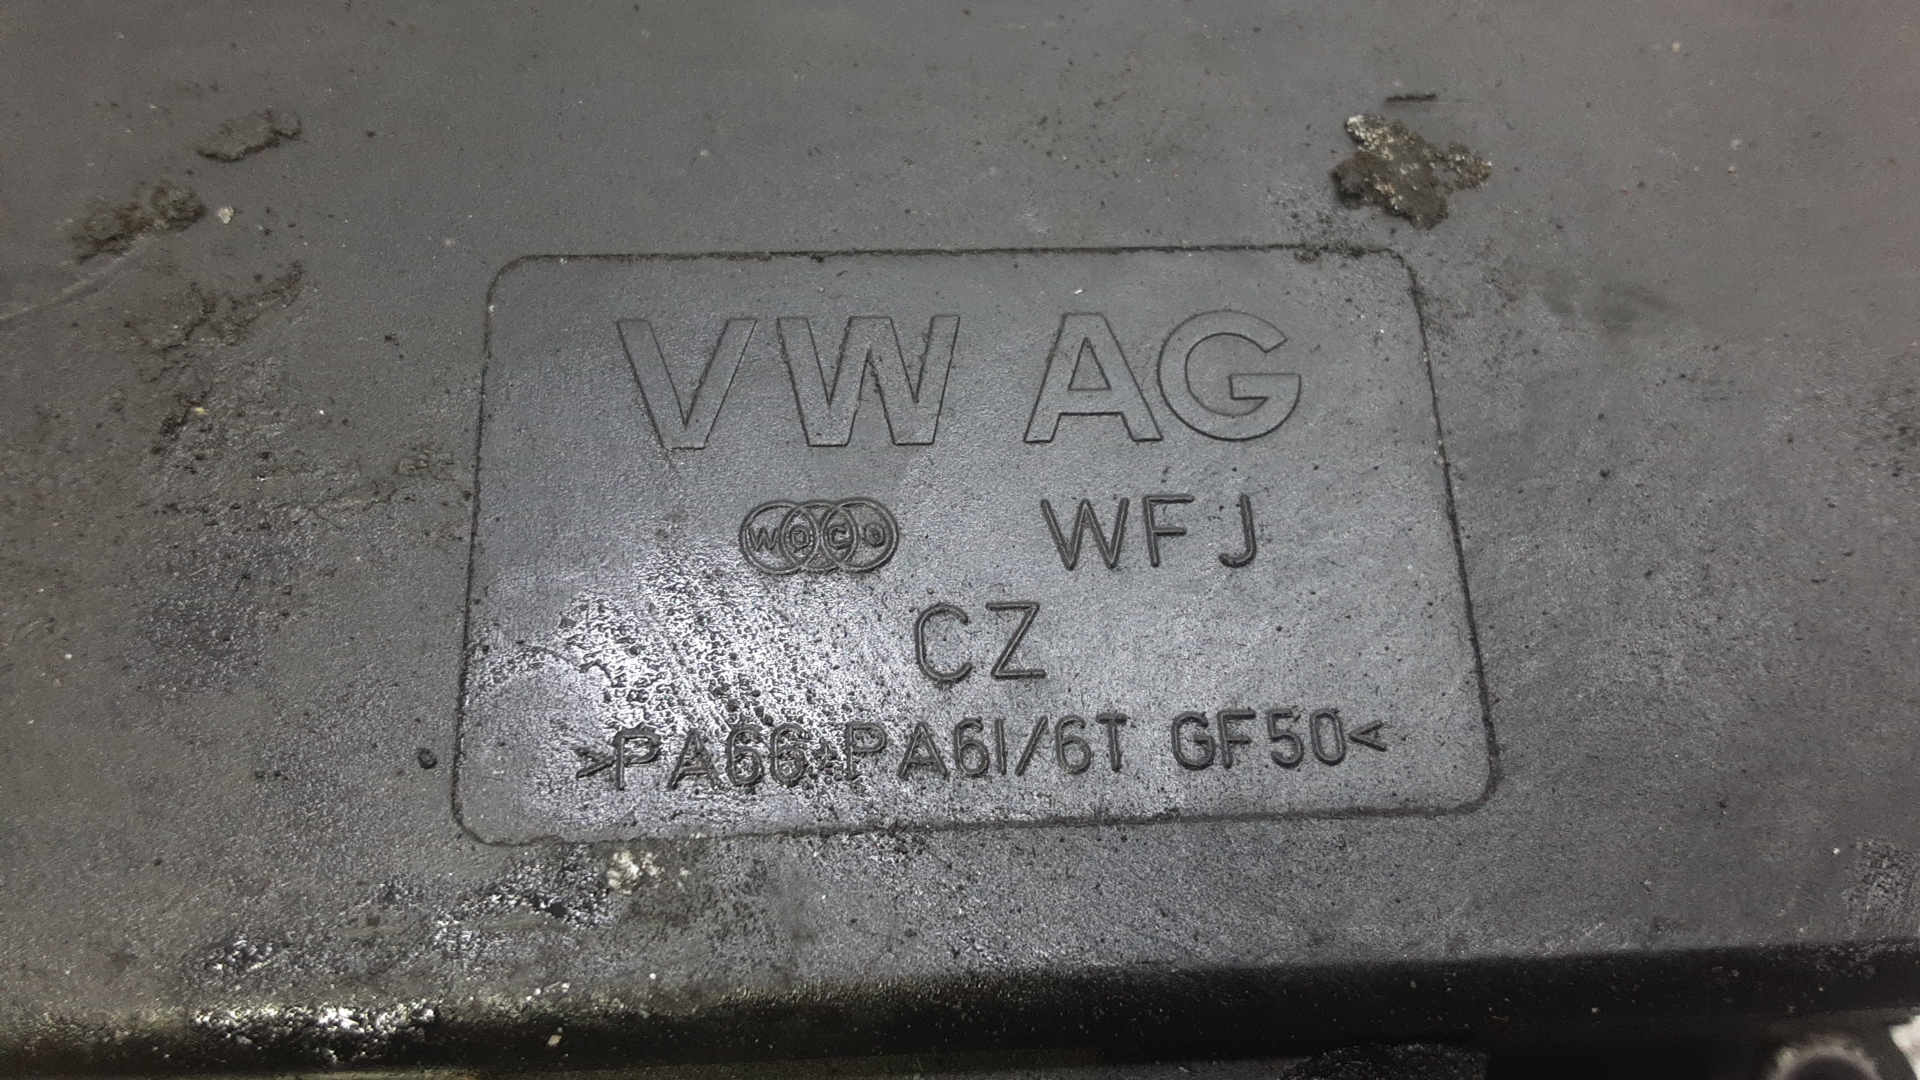 VW AG
WOCO WFJ
CZ
>PA66+PA6I/6T GF50<